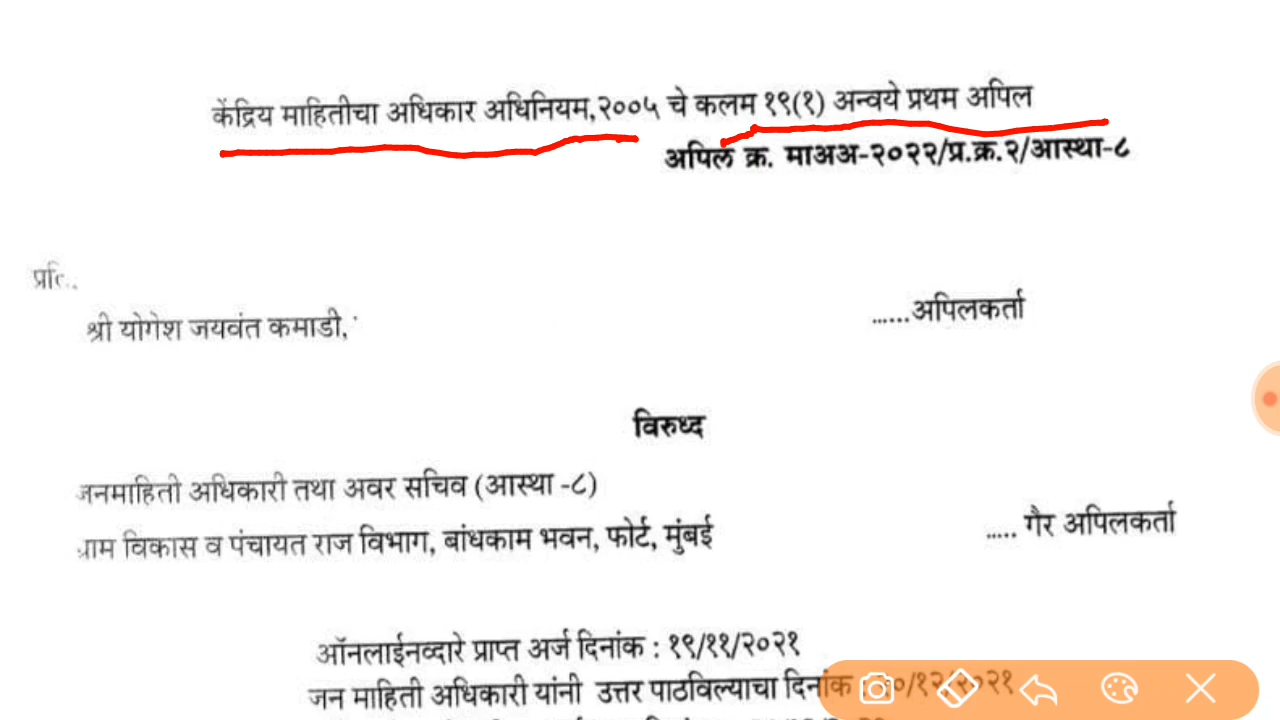 केंद्रिय माहितीचा अधिकार अधिनियम,२००५ चे कलम १९(१) अन्वये प्रथम अपिल
अपिल क्र. माअअ-२०२२/प्र.क्र.२/आस्था-८
प्रति.,
श्री योगेश जयवंत कमाडी,
......अपिलकर्ता
विरुध्द
जनमाहिती अधिकारी तथा अवर सचिव (आस्था -८)
ग्राम विकास व पंचायत राज विभाग, बांधकाम भवन, फोर्ट, मुंबई
..... गैर अपिलकर्ता
ऑनलाईनव्दारे प्राप्त अर्ज दिनांक : १९/११/२०२१
जन माहिती अधिकारी यांनी उत्तर पाठविल्याचा दिनांक :